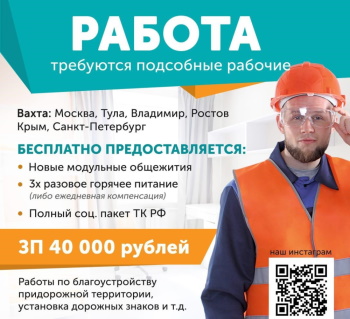 РАБОТА
требуются подсобные рабочие
Вахта: Москва, Тула, Владимир, Ростов
Крым, Санкт-Петербург
БЕСПЛАТНО ПРЕДОСТАВЛЯЕТСЯ:
• Новые модульные общежития
• 3х разовое горячее питание
(либо ежедневная компенсация)
• Полный соц. пакет ТК РФ
ЗП 40 000 рублей
наш инстаграм
Работы по благоустройству
придорожной территории,
установка дорожных знаков и т.д.